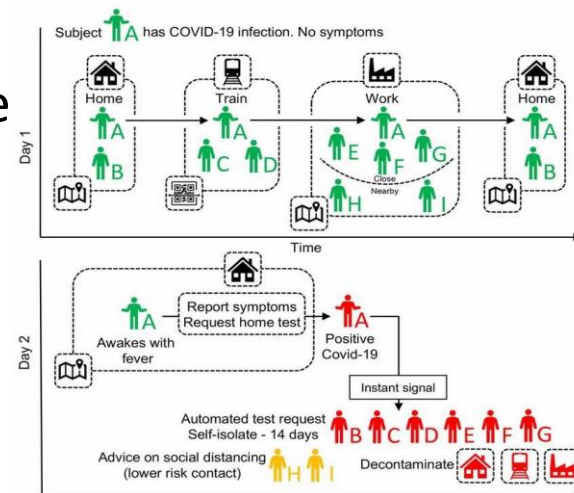 e
Subject A has COVID-19 infection. No symptoms
Home Train Work Home
A A A A
B C D E F G B
Close
Nearby
H I
Day 1
Time
Day 2
A
Awakes with
fever
Report symptoms
Request home test
A
Positive
Covid-19
Instant signal
Automated test request
Self-isolate - 14 days
B C D E F G
Advice on social distancing
(lower risk contact)
H I
Decontaminate